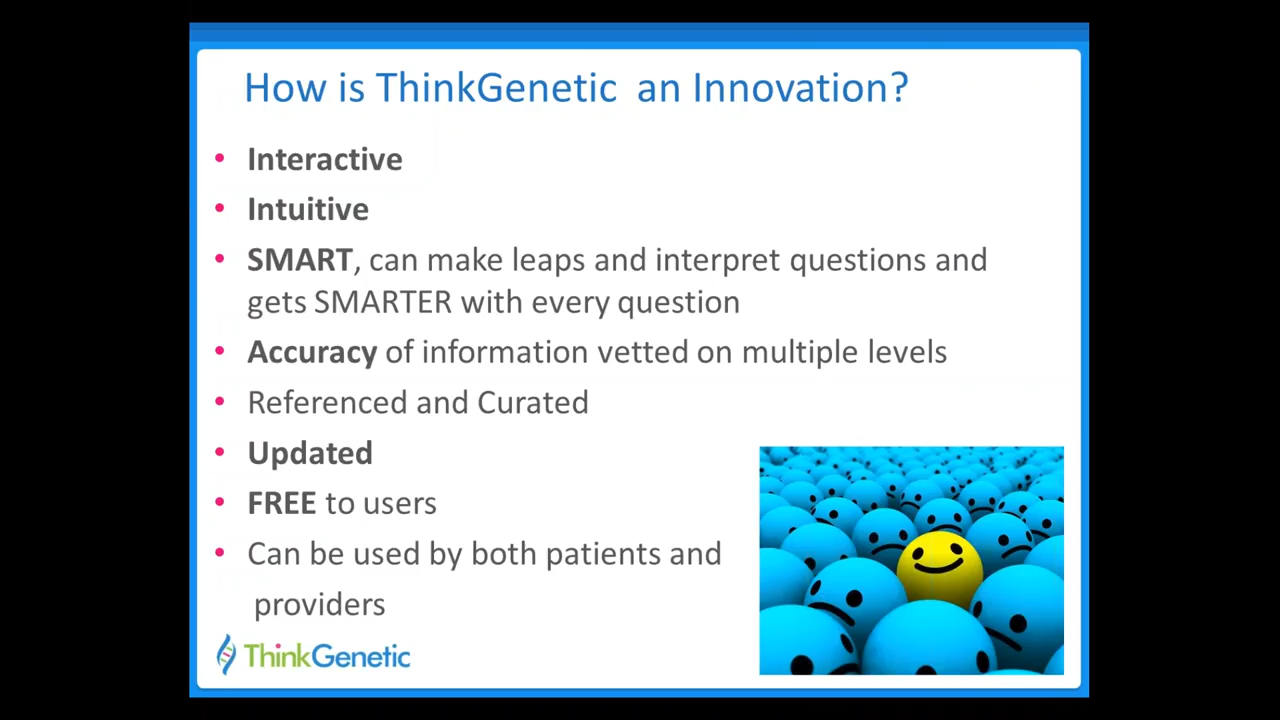 How is ThinkGenetic an Innovation?
• Interactive
• Intuitive
• SMART, can make leaps and interpret questions and
gets SMARTER with every question
• Accuracy of information vetted on multiple levels
• Referenced and Curated
• Updated
• FREE to users
• Can be used by both patients and
providers
ThinkGenetic